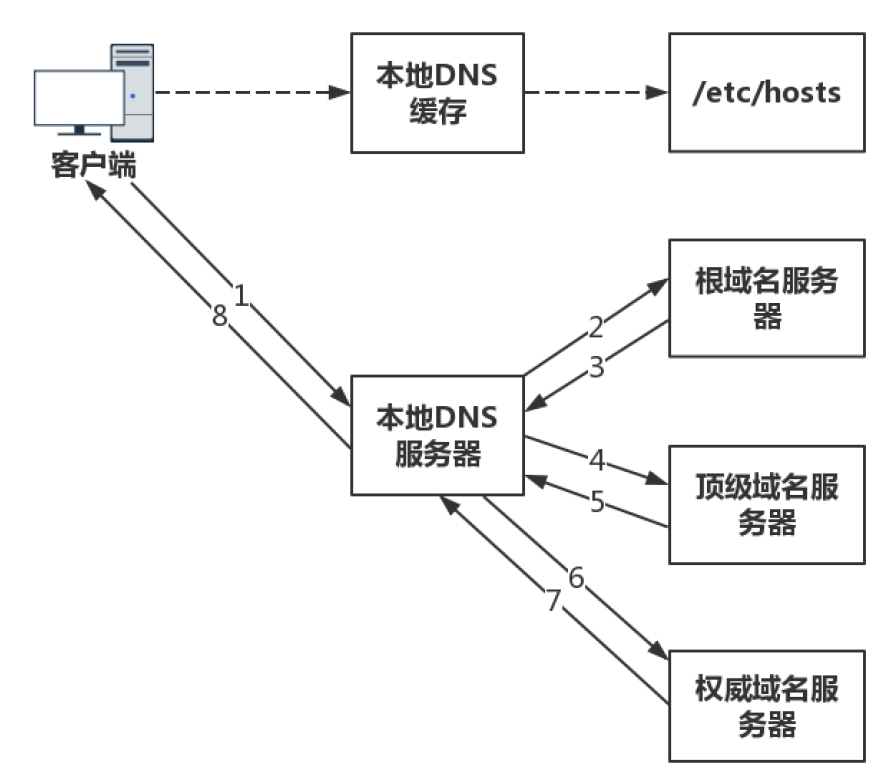 客户端
本地DNS
缓存
/etc/hosts
1
8
本地DNS
服务器
2
3
根域名服务
器
4
5
顶级域名服
务器
6
7
权威域名服
务器